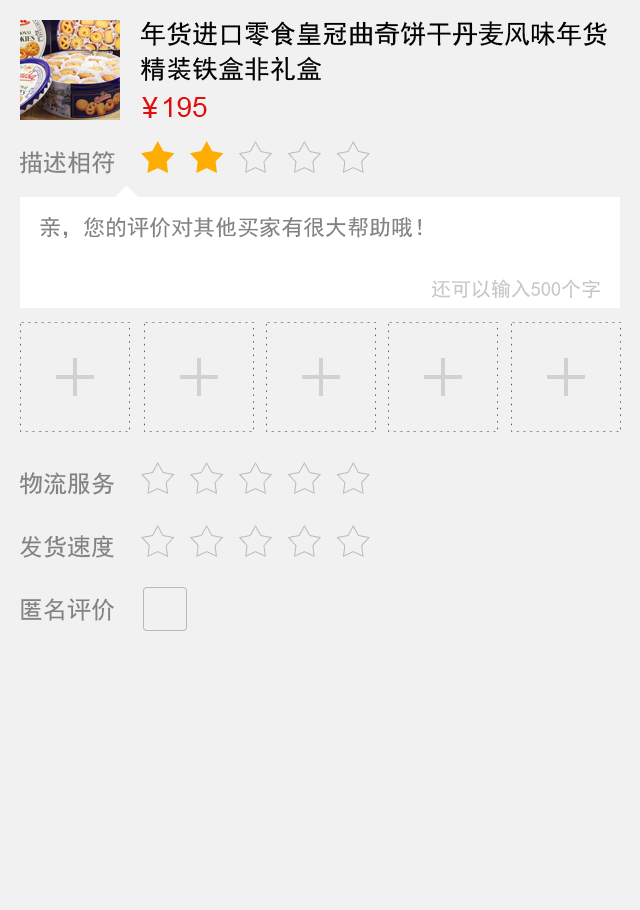 年货进口零食皇冠曲奇饼干丹麦风味年货
精装铁盒非礼盒
¥195
描述相符
亲，您的评价对其他买家有很大帮助哦！
还可以输入500个字
物流服务
发货速度
匿名评价